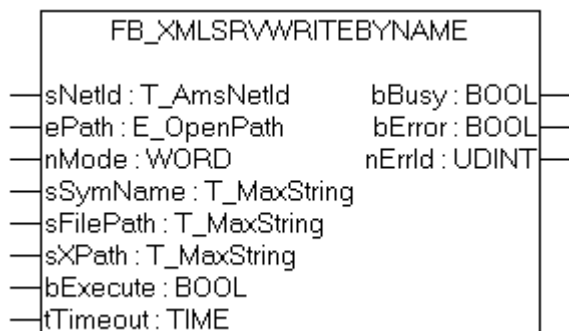 FB_XMLSRVWRITEBYNAME
sNetId : T_AmsNetId bBusy : BOOL
ePath : E_OpenPath bError : BOOL
nMode : WORD nErrId : UDINT
sSymName : T_MaxString
sFilePath : T_MaxString
sXPath : T_MaxString
bExecute : BOOL
tTimeout : TIME